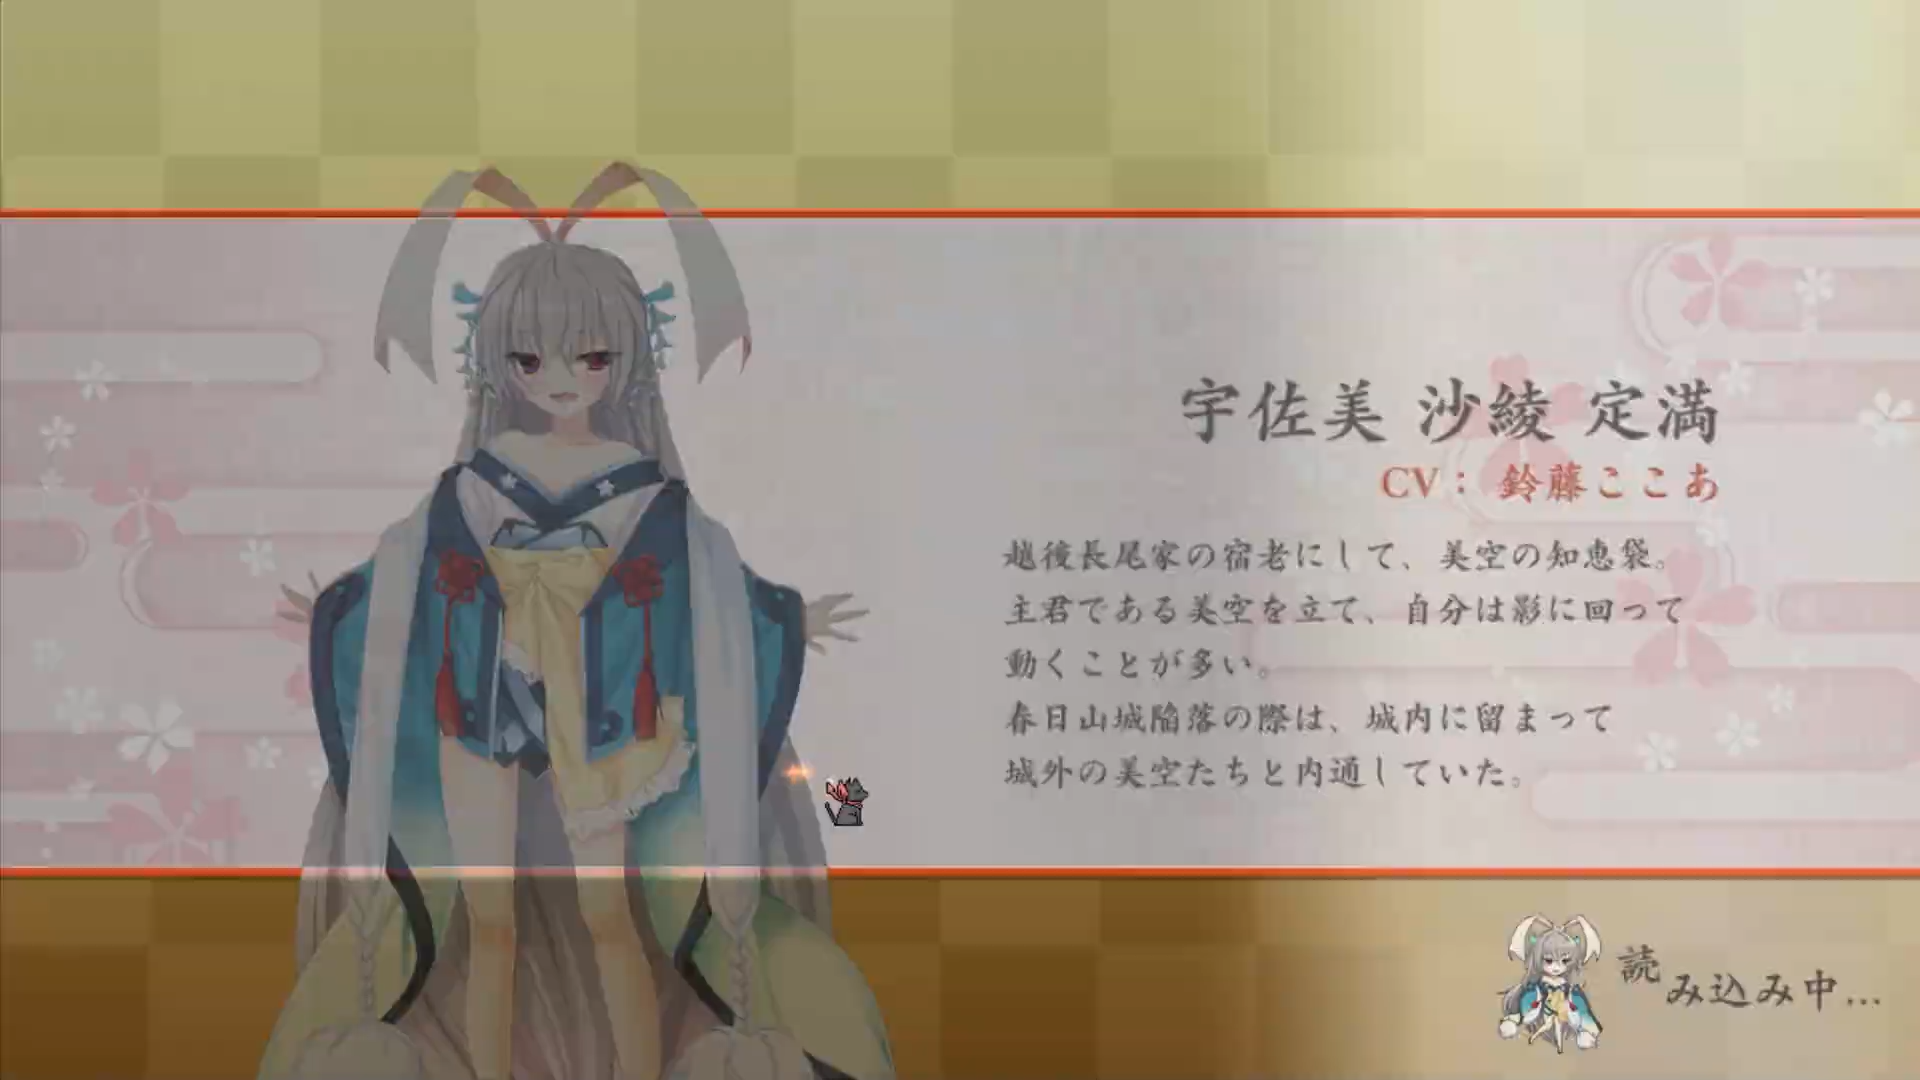 宇佐美 沙綾 定満
CV： 鈴藤ここあ
越後長尾家の宿老にして、美空の知恵袋。
主君である美空を立て、自分は影に回って
動くことが多い。
春日山城陥落の際は、城内に留まって
城外の美空たちと内通していた。
読み込み中...